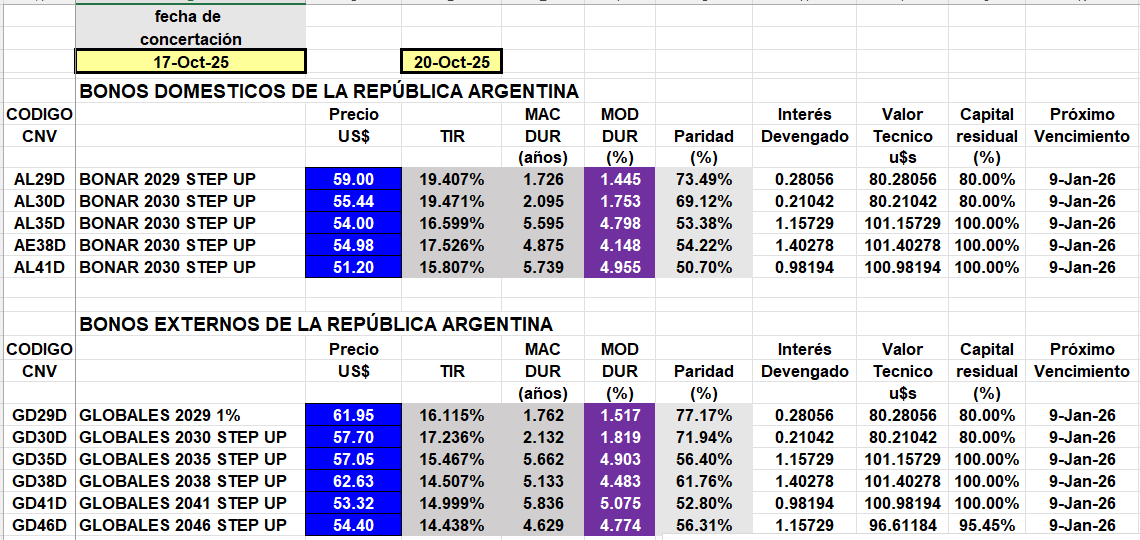 fecha de
concertación
17-Oct-25 20-Oct-25
BONOS DOMESTICOS DE LA REPÚBLICA ARGENTINA
CODIGO Precio MAC MOD Interés Valor Capital Próximo
CNV US$ TIR DUR DUR Paridad Devengado Tecnico residual Vencimiento
(años) (%) (%) u$s (%)
AL29D BONAR 2029 STEP UP 59.00 19.407% 1.726 1.445 73.49% 0.28056 80.28056 80.00% 9-Jan-26
AL30D BONAR 2030 STEP UP 55.44 19.471% 2.095 1.753 69.12% 0.21042 80.21042 80.00% 9-Jan-26
AL35D BONAR 2030 STEP UP 54.00 16.599% 5.595 4.798 53.38% 1.15729 101.15729 100.00% 9-Jan-26
AE38D BONAR 2030 STEP UP 54.98 17.526% 4.875 4.148 54.22% 1.40278 101.40278 100.00% 9-Jan-26
AL41D BONAR 2030 STEP UP 51.20 15.807% 5.739 4.955 50.70% 0.98194 100.98194 100.00% 9-Jan-26
BONOS EXTERNOS DE LA REPÚBLICA ARGENTINA
CODIGO Precio MAC MOD Interés Valor Capital Próximo
CNV US$ TIR DUR DUR Paridad Devengado Tecnico residual Vencimiento
(años) (%) (%) u$s (%)
GD29D GLOBALES 2029 1% 61.95 16.115% 1.762 1.517 77.17% 0.28056 80.28056 80.00% 9-Jan-26
GD30D GLOBALES 2030 STEP UP 57.70 17.236% 2.132 1.819 71.94% 0.21042 80.21042 80.00% 9-Jan-26
GD35D GLOBALES 2035 STEP UP 57.05 15.467% 5.662 4.903 56.40% 1.15729 101.15729 100.00% 9-Jan-26
GD38D GLOBALES 2038 STEP UP 62.63 14.507% 5.133 4.483 61.76% 1.40278 101.40278 100.00% 9-Jan-26
GD41D GLOBALES 2041 STEP UP 53.32 14.999% 5.836 5.075 52.80% 0.98194 100.98194 100.00% 9-Jan-26
GD46D GLOBALES 2046 STEP UP 54.40 14.438% 4.629 4.774 56.31% 1.15729 96.61184 95.45% 9-Jan-26